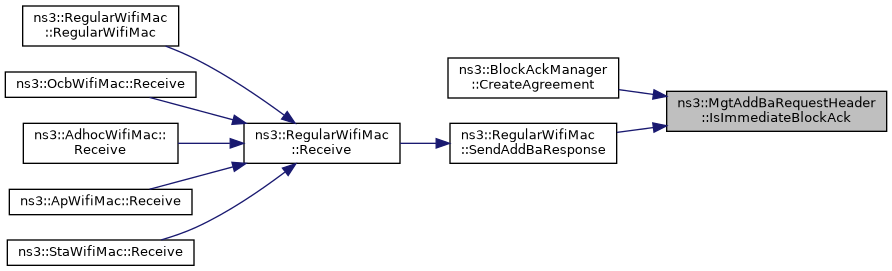 ns3::RegularWifiMac
::RegularWifiMac
ns3::OcbWifiMac::Receive
ns3::AdhocWifiMac::
Receive
ns3::ApWifiMac::Receive
ns3::StaWifiMac::Receive
ns3::RegularWifiMac
::Receive
ns3::BlockAckManager
::CreateAgreement
ns3::RegularWifiMac
::SendAddBaResponse
ns3::MgtAddBaRequestHeader
::IsImmediateBlockAck